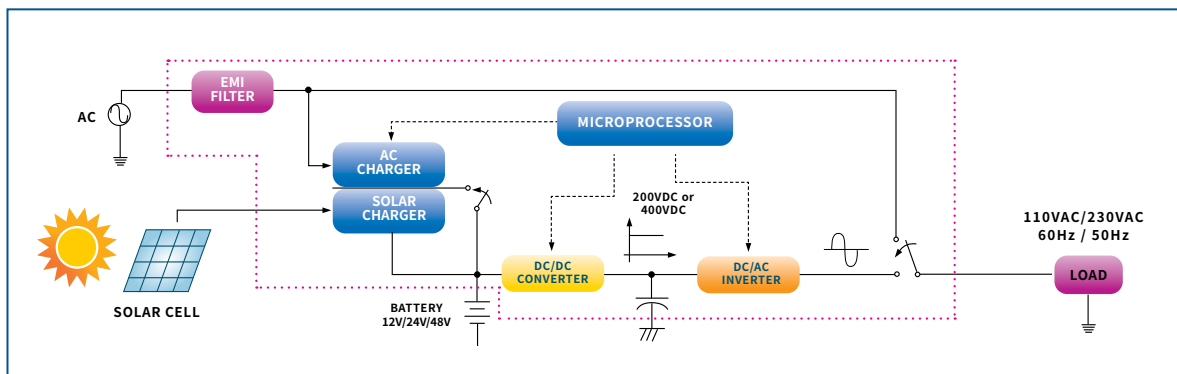 EMI
FILTER
AC
MICROPROCESSOR
AC
CHARGER
SOLAR
CHARGER
200VDC or
400VDC
110VAC/230VAC
60Hz / 50Hz
DC/DC
CONVERTER
DC/AC
INVERTER
LOAD
SOLAR CELL
BATTERY
12V/24V/48V